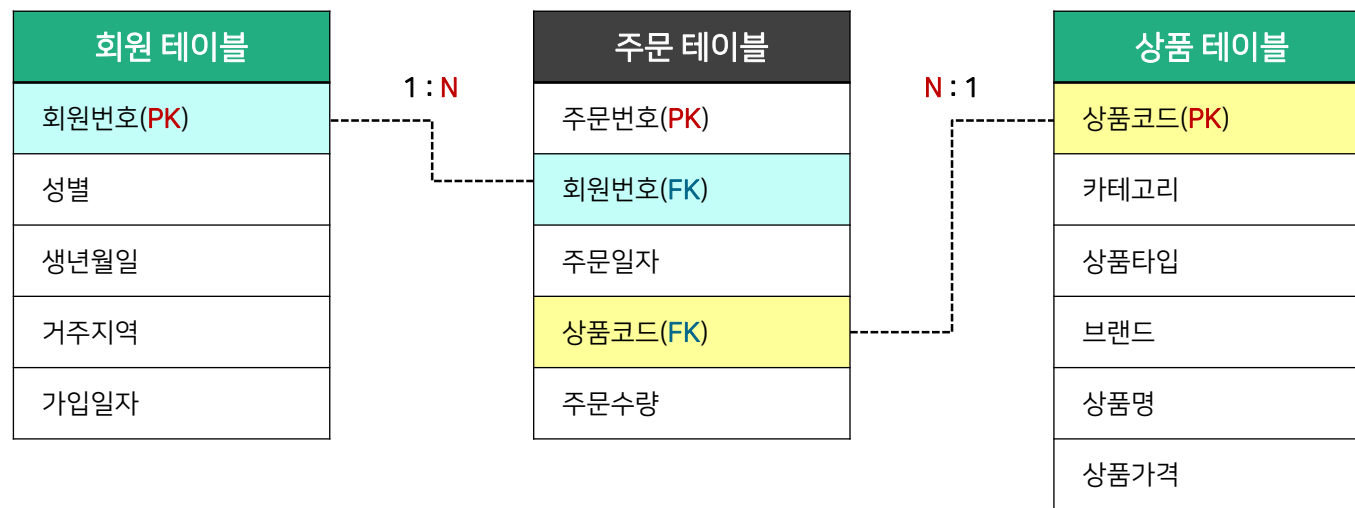 회원 테이블
회원번호(PK)
성별
생년월일
거주지역
가입일자
1 : N
주문 테이블
주문번호(PK)
회원번호(FK)
주문일자
상품코드(FK)
주문수량
N : 1
상품 테이블
상품코드(PK)
카테고리
상품타입
브랜드
상품명
상품가격